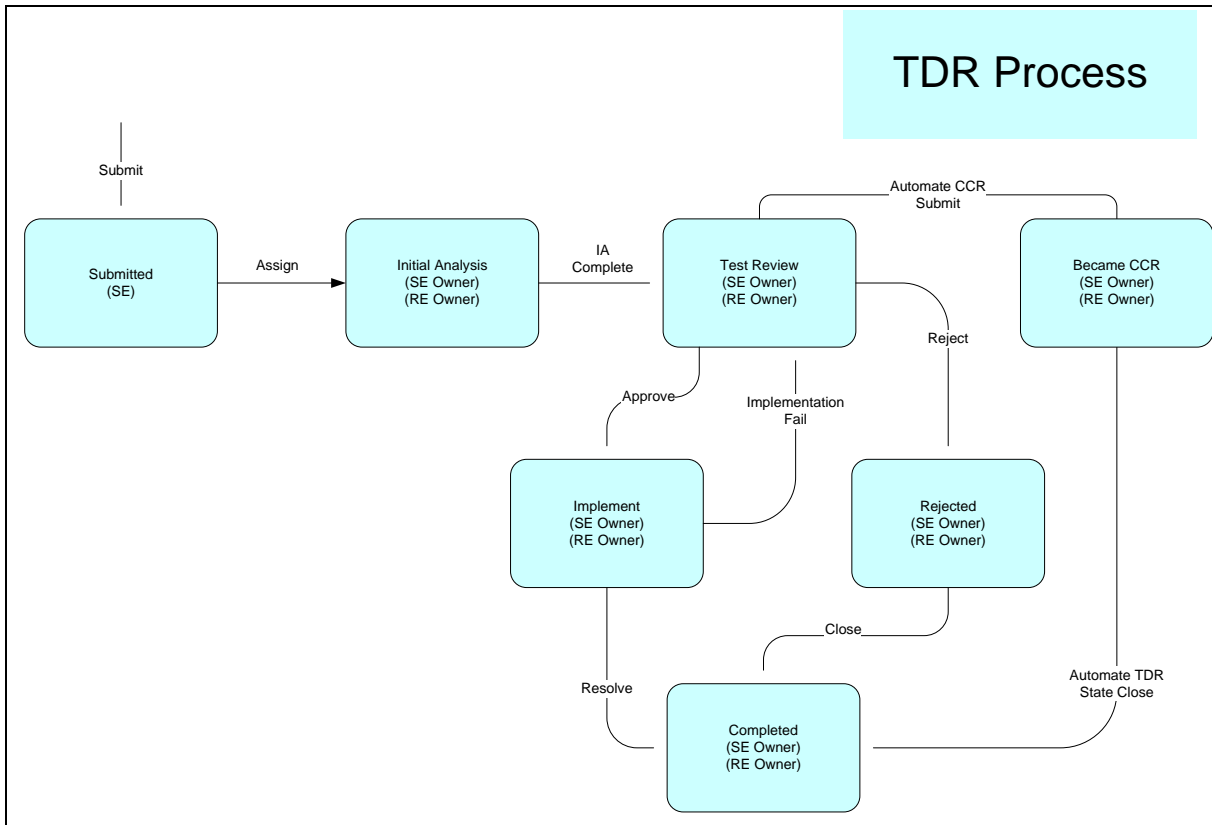 TDR Process
Submit
Automate CCR
Submit
Submitted
(SE)
Assign
Initial Analysis
(SE Owner)
(RE Owner)
IA
Complete
Test Review
(SE Owner)
(RE Owner)
Became CCR
(SE Owner)
(RE Owner)
Reject
Approve
Implementation
Fail
Implement
(SE Owner)
(RE Owner)
Rejected
(SE Owner)
(RE Owner)
Close
Resolve
Automate TDR
State Close
Completed
(SE Owner)
(RE Owner)